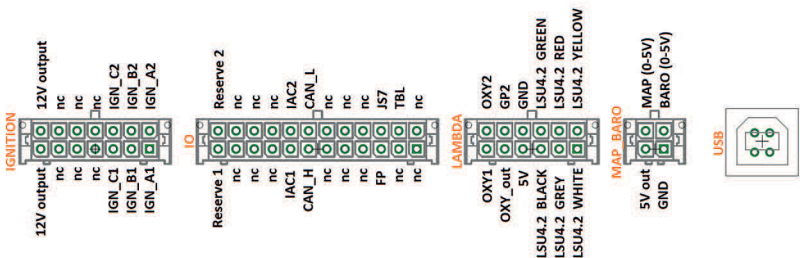 IGNITION
12V output
nc
nc
nc
IGN_C2
IGN_B2
IGN_A2
12V output
nc
nc
nc
IGN_C1
IGN_B1
IGN_A1
IO
Reserve 2
nc
nc
nc
IAC2
CAN_L
nc
nc
nc
JS7
TBL
nc
Reserve 1
nc
nc
nc
IAC1
CAN_H
nc
nc
nc
FP
nc
nc
LAMBDA
OXY2
GP2
GND
LSU4.2 GREEN
LSU4.2 RED
LSU4.2 YELLOW
OXY1
OXY_out
5V
LSU4.2 BLACK
LSU4.2 GREY
LSU4.2 WHITE
MAP_BARO
MAP (0-5V)
BARO (0-5V)
5V out
GND
USB